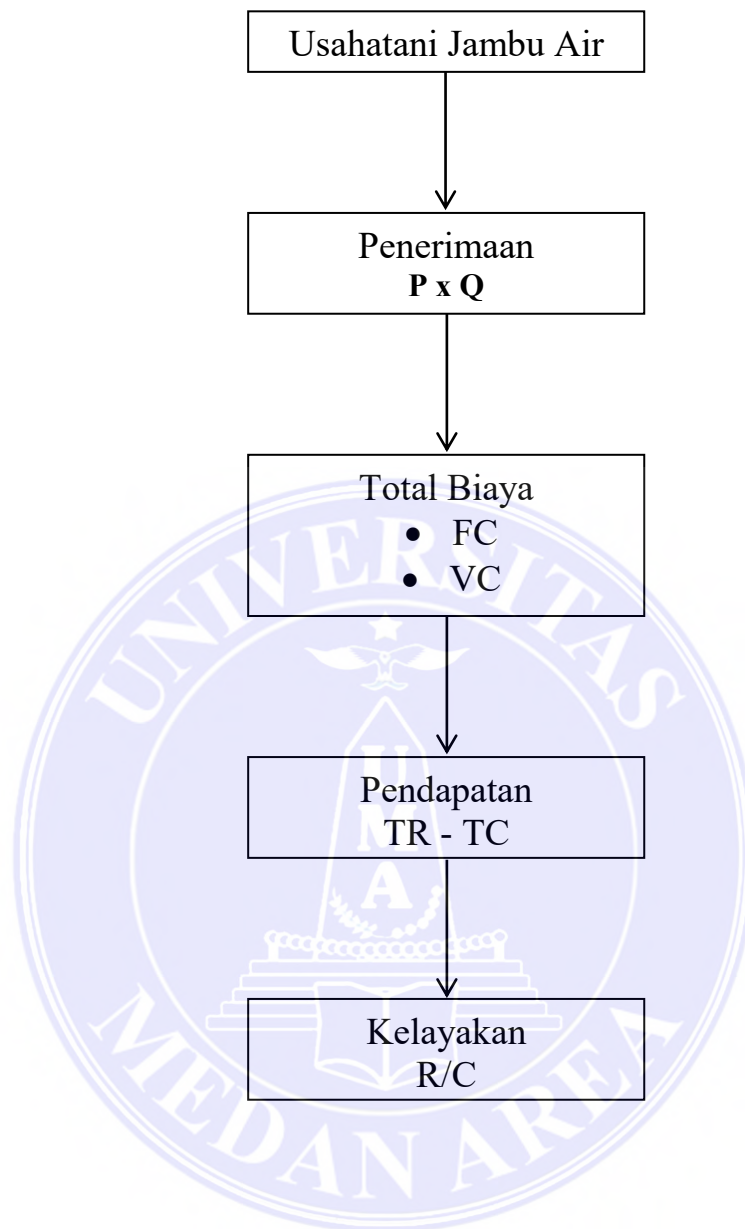 Usahatani Jambu Air
Penerimaan
P x Q
Total Biaya
• FC
• VC
Pendapatan
TR - TC
Kelayakan
R/C
UNIVERSITAS
U
M
A
MEDAN AREA